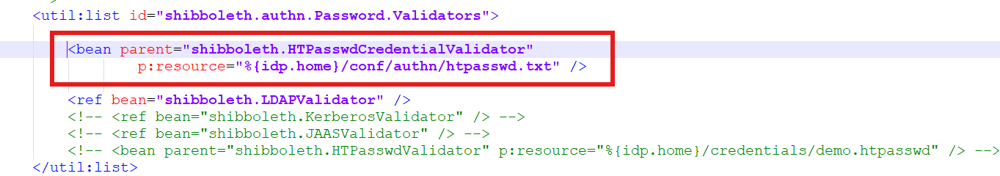 <util:list id="shibboleth.authn.Password.Validators">
<bean parent="shibboleth.HTPasswdCredentialValidator"
p:resource="%{idp.home}/conf/authn/htpasswd.txt" />
<ref bean="shibboleth.LDAPValidator" />
<!-- <ref bean="shibboleth.KerberosValidator" /> -->
<!-- <ref bean="shibboleth.JAASValidator" /> -->
<!-- <bean parent="shibboleth.HTPasswdValidator" p:resource="%{idp.home}/credentials/demo.htpasswd" /> -->
</util:list>